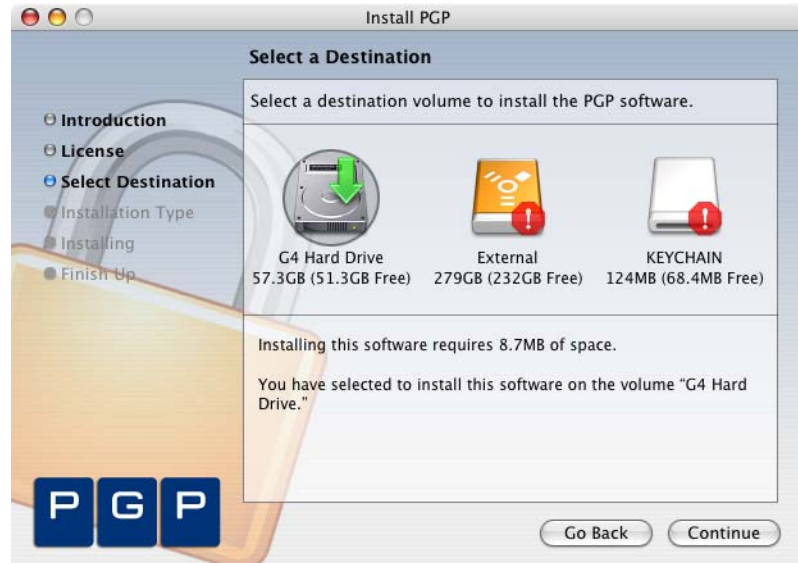 Install PGP
Select a Destination
Introduction
License
Select Destination
Installation Type
Installing
Finish Up
Select a destination volume to install the PGP software.
G4 Hard Drive
57.3GB (51.3GB Free)
External
279GB (232GB Free)
KEYCHAIN
124MB (68.4MB Free)
Installing this software requires 8.7MB of space.
You have selected to install this software on the volume “G4 Hard
Drive.”
PGP
Go Back
Continue